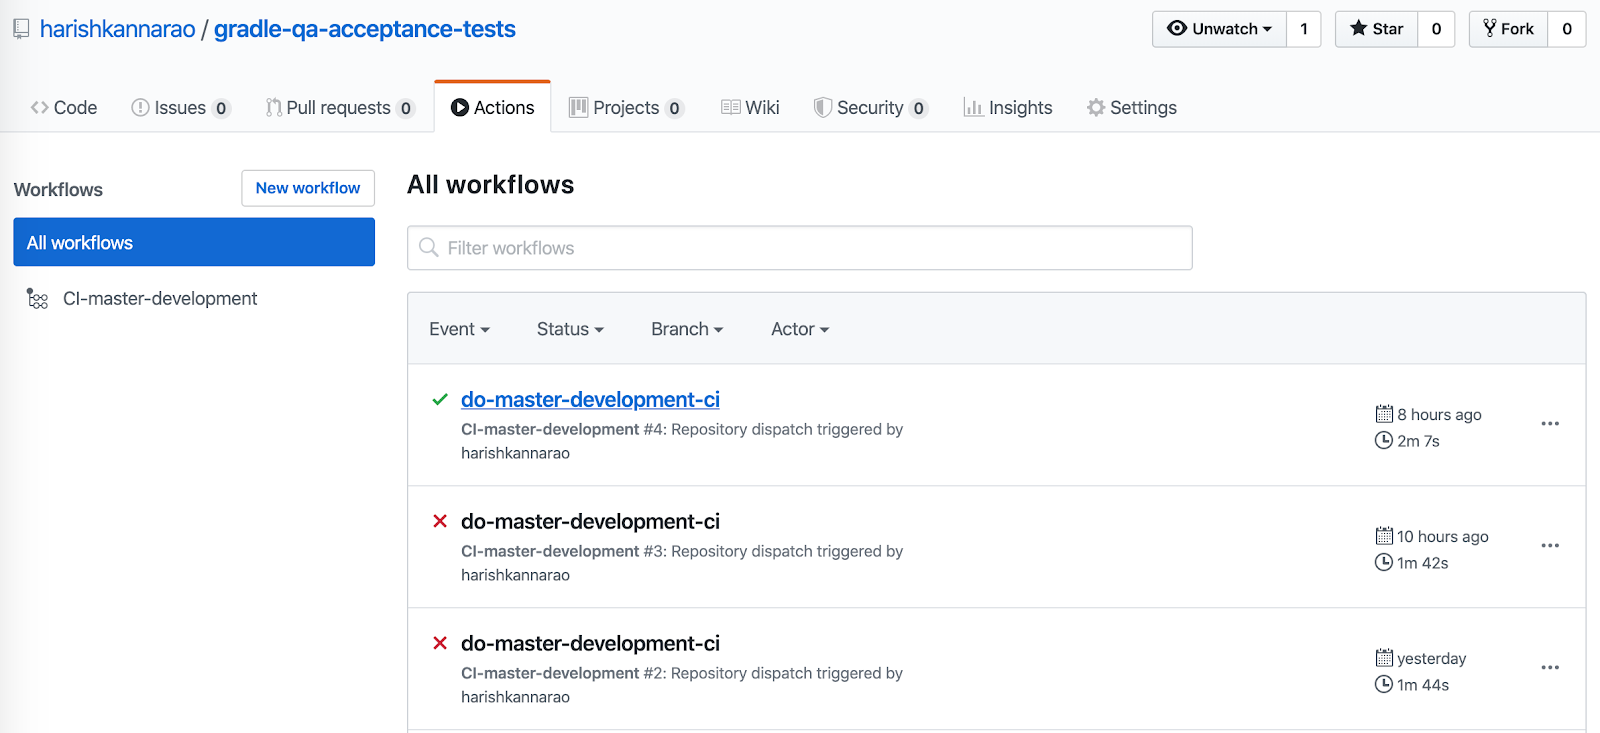 harishkannarao / gradle-qa-acceptance-tests
Unwatch 1 Star 0 Fork 0
Code Issues 0 Pull requests 0 Actions Projects 0 Wiki Security 0 Insights Settings
Workflows
New workflow
All workflows
CI-master-development
All workflows
Filter workflows
Event Status Branch Actor
do-master-development-ci
CI-master-development #4: Repository dispatch triggered by
harishkannarao
8 hours ago
2m 7s
do-master-development-ci
CI-master-development #3: Repository dispatch triggered by
harishkannarao
10 hours ago
1m 42s
do-master-development-ci
CI-master-development #2: Repository dispatch triggered by
harishkannarao
yesterday
1m 44s